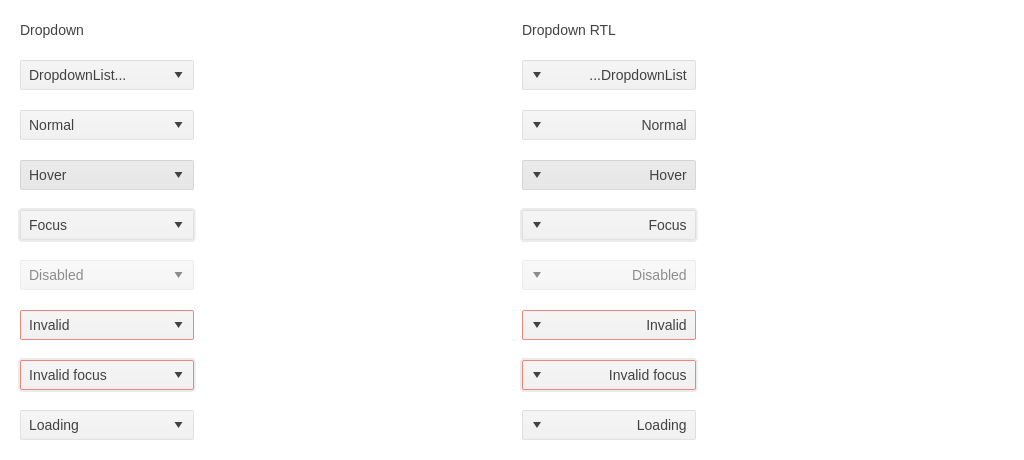 Dropdown
DropdownList...
Normal
Hover
Focus
Disabled
Invalid
Invalid focus
Loading
Dropdown RTL
...DropdownList
Normal
Hover
Focus
Disabled
Invalid
Invalid focus
Loading